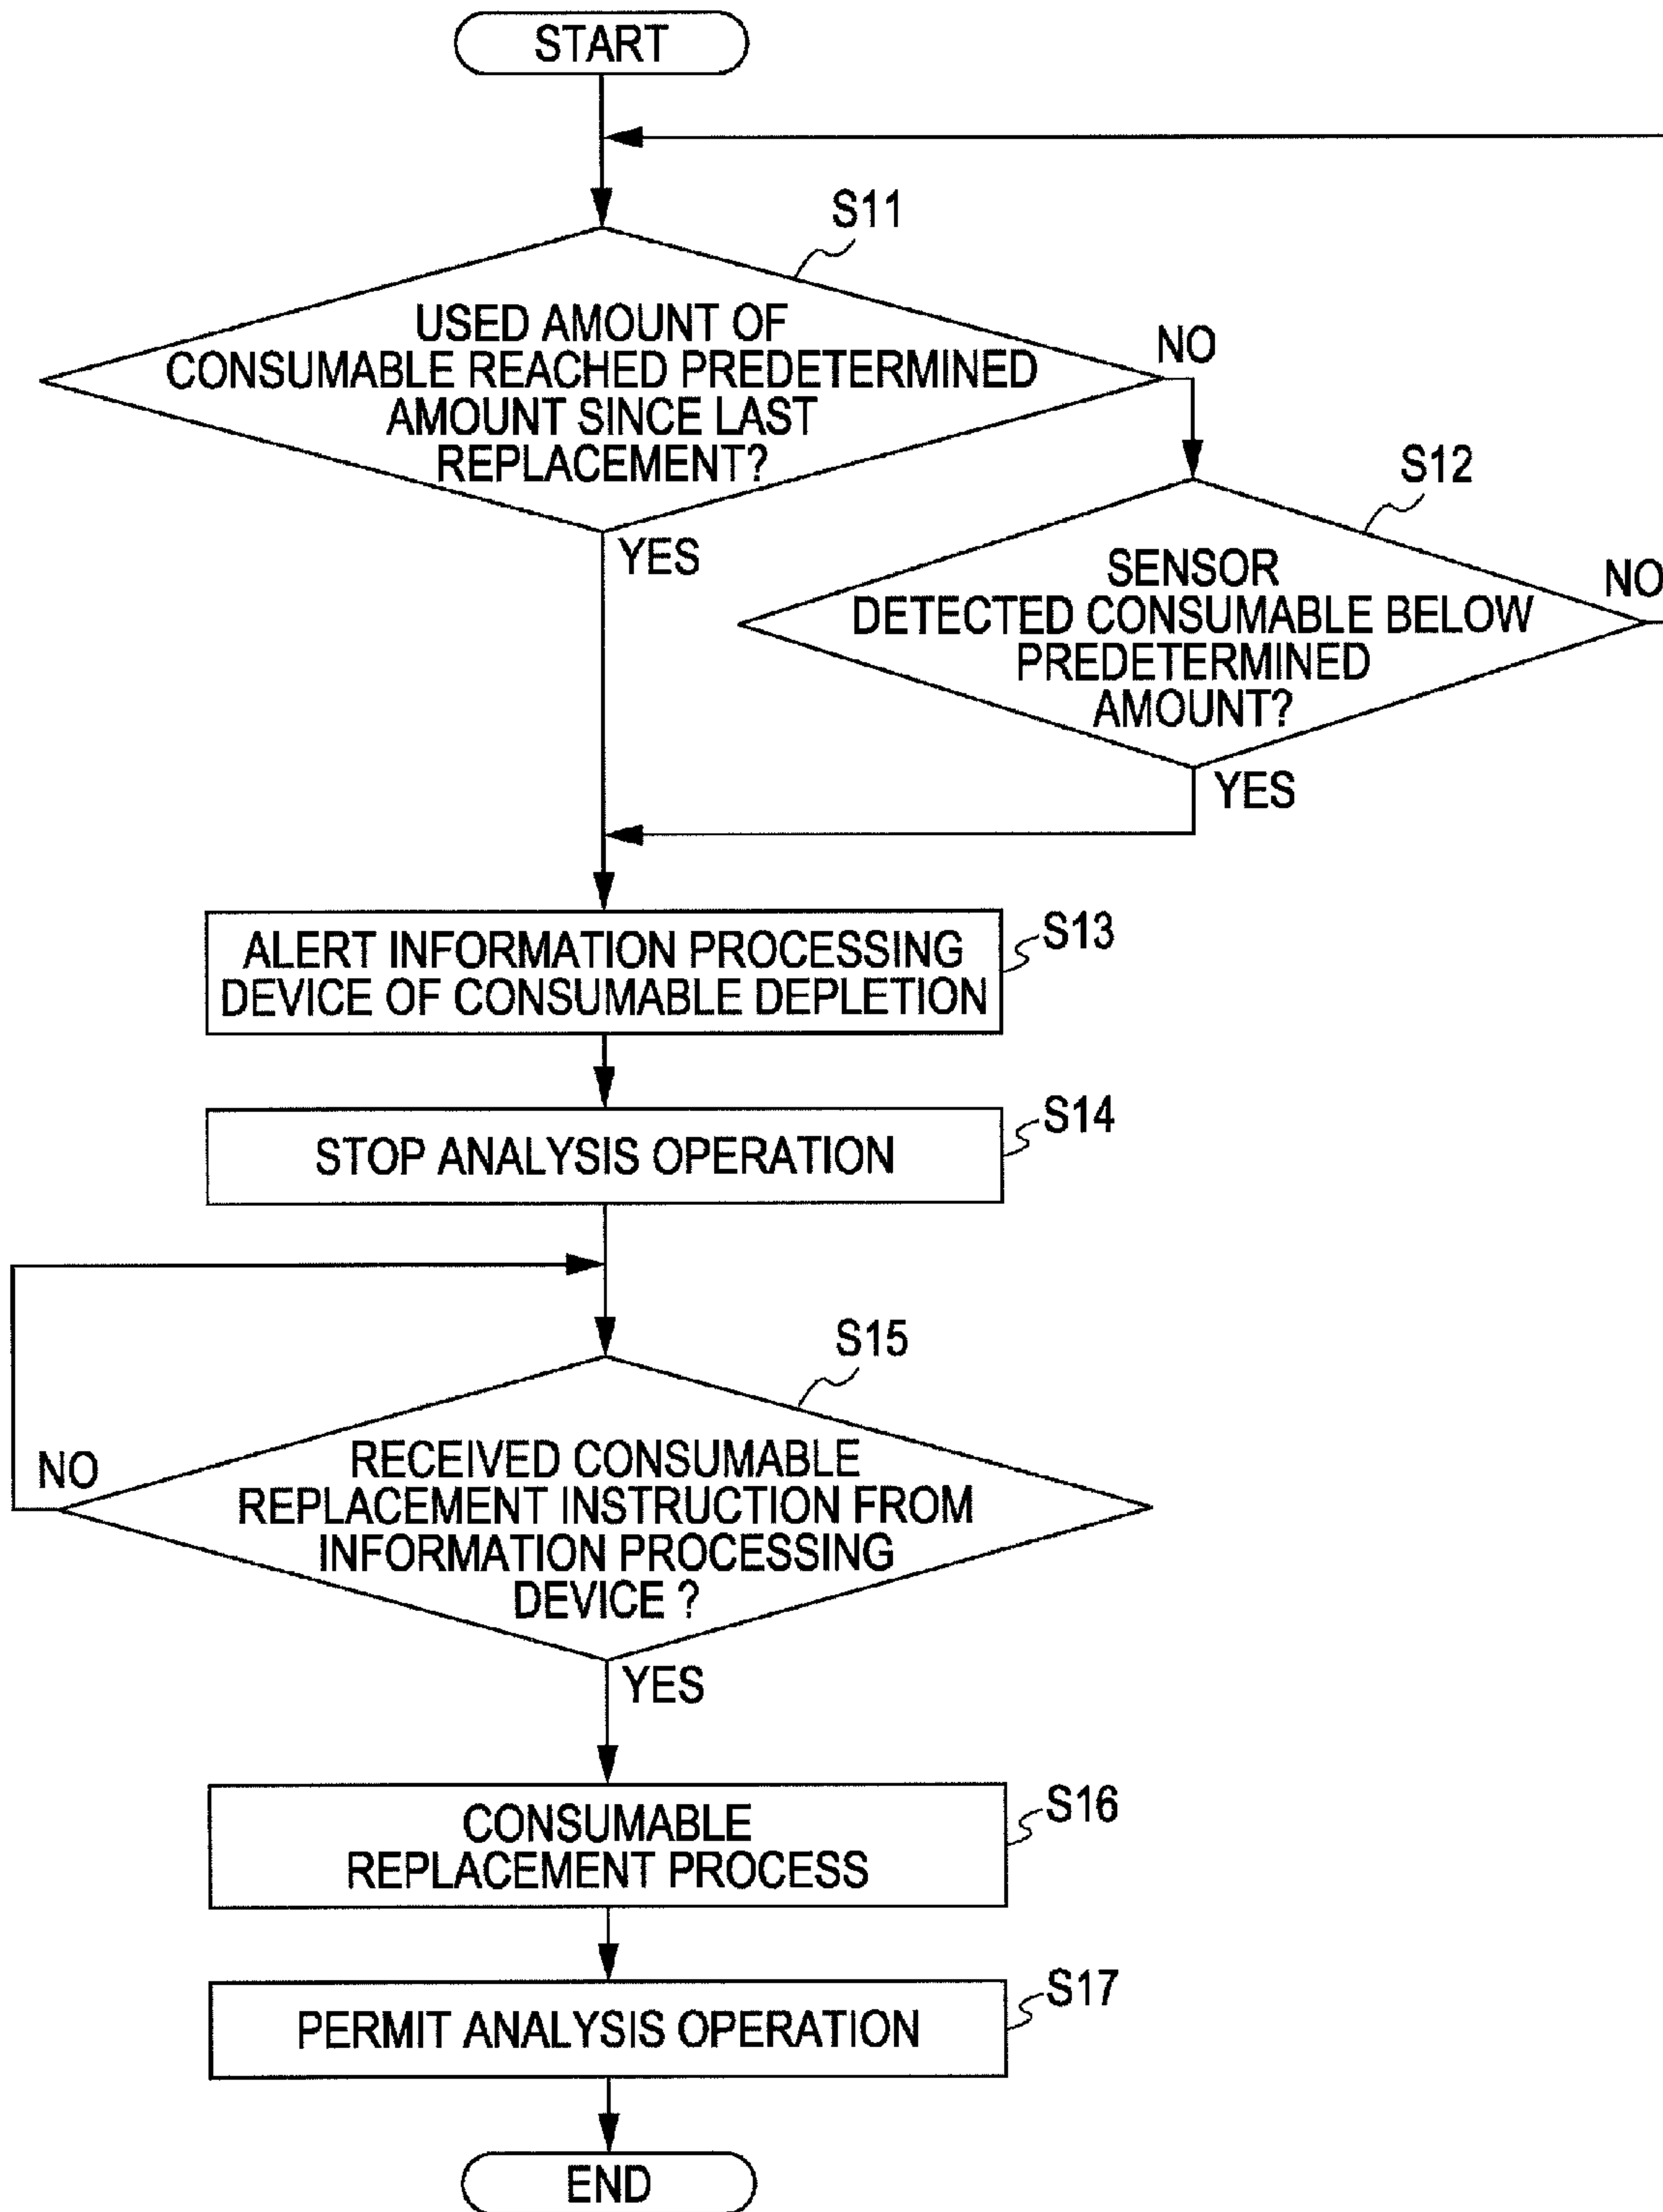 START
S11
USED AMOUNT OF
CONSUMABLE REACHED PREDETERMINED
AMOUNT SINCE LAST
REPLACEMENT?
NO
YES
S12
SENSOR
DETECTED CONSUMABLE BELOW
PREDETERMINED
AMOUNT?
NO
YES
S13
ALERT INFORMATION PROCESSING
DEVICE OF CONSUMABLE DEPLETION
S14
STOP ANALYSIS OPERATION
S15
RECEIVED CONSUMABLE
REPLACEMENT INSTRUCTION FROM
INFORMATION PROCESSING
DEVICE ?
NO
YES
S16
CONSUMABLE
REPLACEMENT PROCESS
S17
PERMIT ANALYSIS OPERATION
END